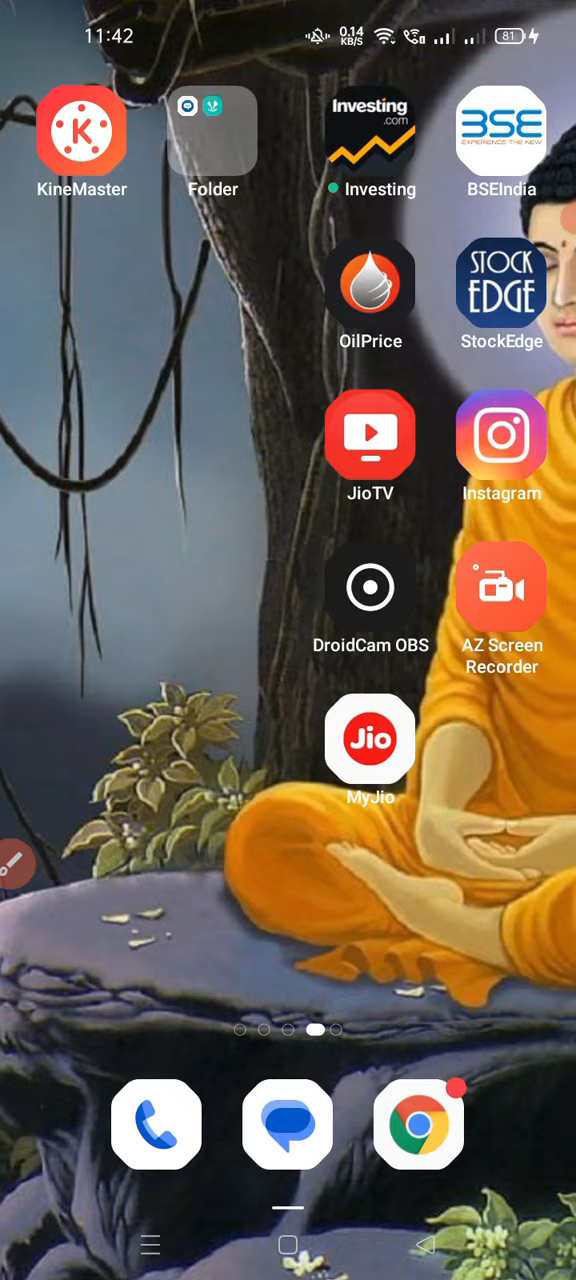 11:42
0.14
KB/S
81
Investing
.com
BSE
EXPERIENCE THE NEW
KineMaster
Folder
Investing
BSEIndia
STOCK
EDGE
OilPrice
StockEdge
JioTV
Instagram
DroidCam OBS
AZ Screen
Recorder
Jio
MyJio